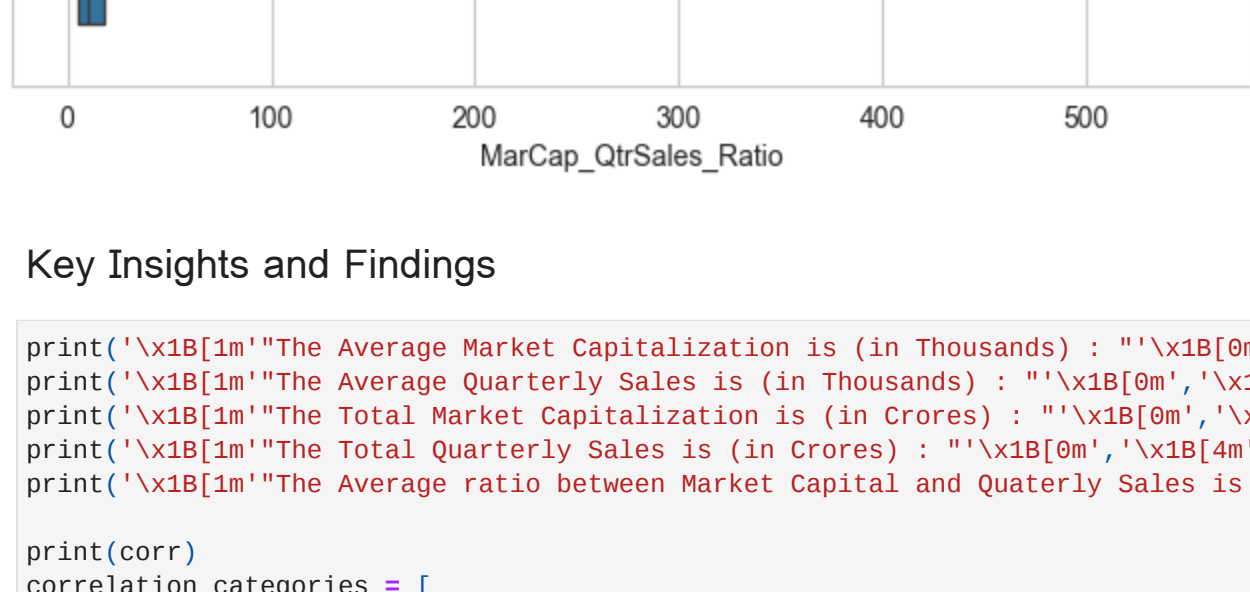 0 100 200 300 400 500
MarCap_QtrSales_Ratio
Key Insights and Findings
print('\x1B[1m'"The Average Market Capitalization is (in Thousands) : "'\x1B[0m
print('\x1B[1m'"The Average Quarterly Sales is (in Thousands) : "'\x1B[0m','\x1
print('\x1B[1m'"The Total Market Capitalization is (in Crores) : "'\x1B[0m','\x
print('\x1B[1m'"The Total Quarterly Sales is (in Crores) : "'\x1B[0m','\x1B[4m'
print('\x1B[1m'"The Average ratio between Market Capital and Quaterly Sales is
print(corr)
correlation_categories = [